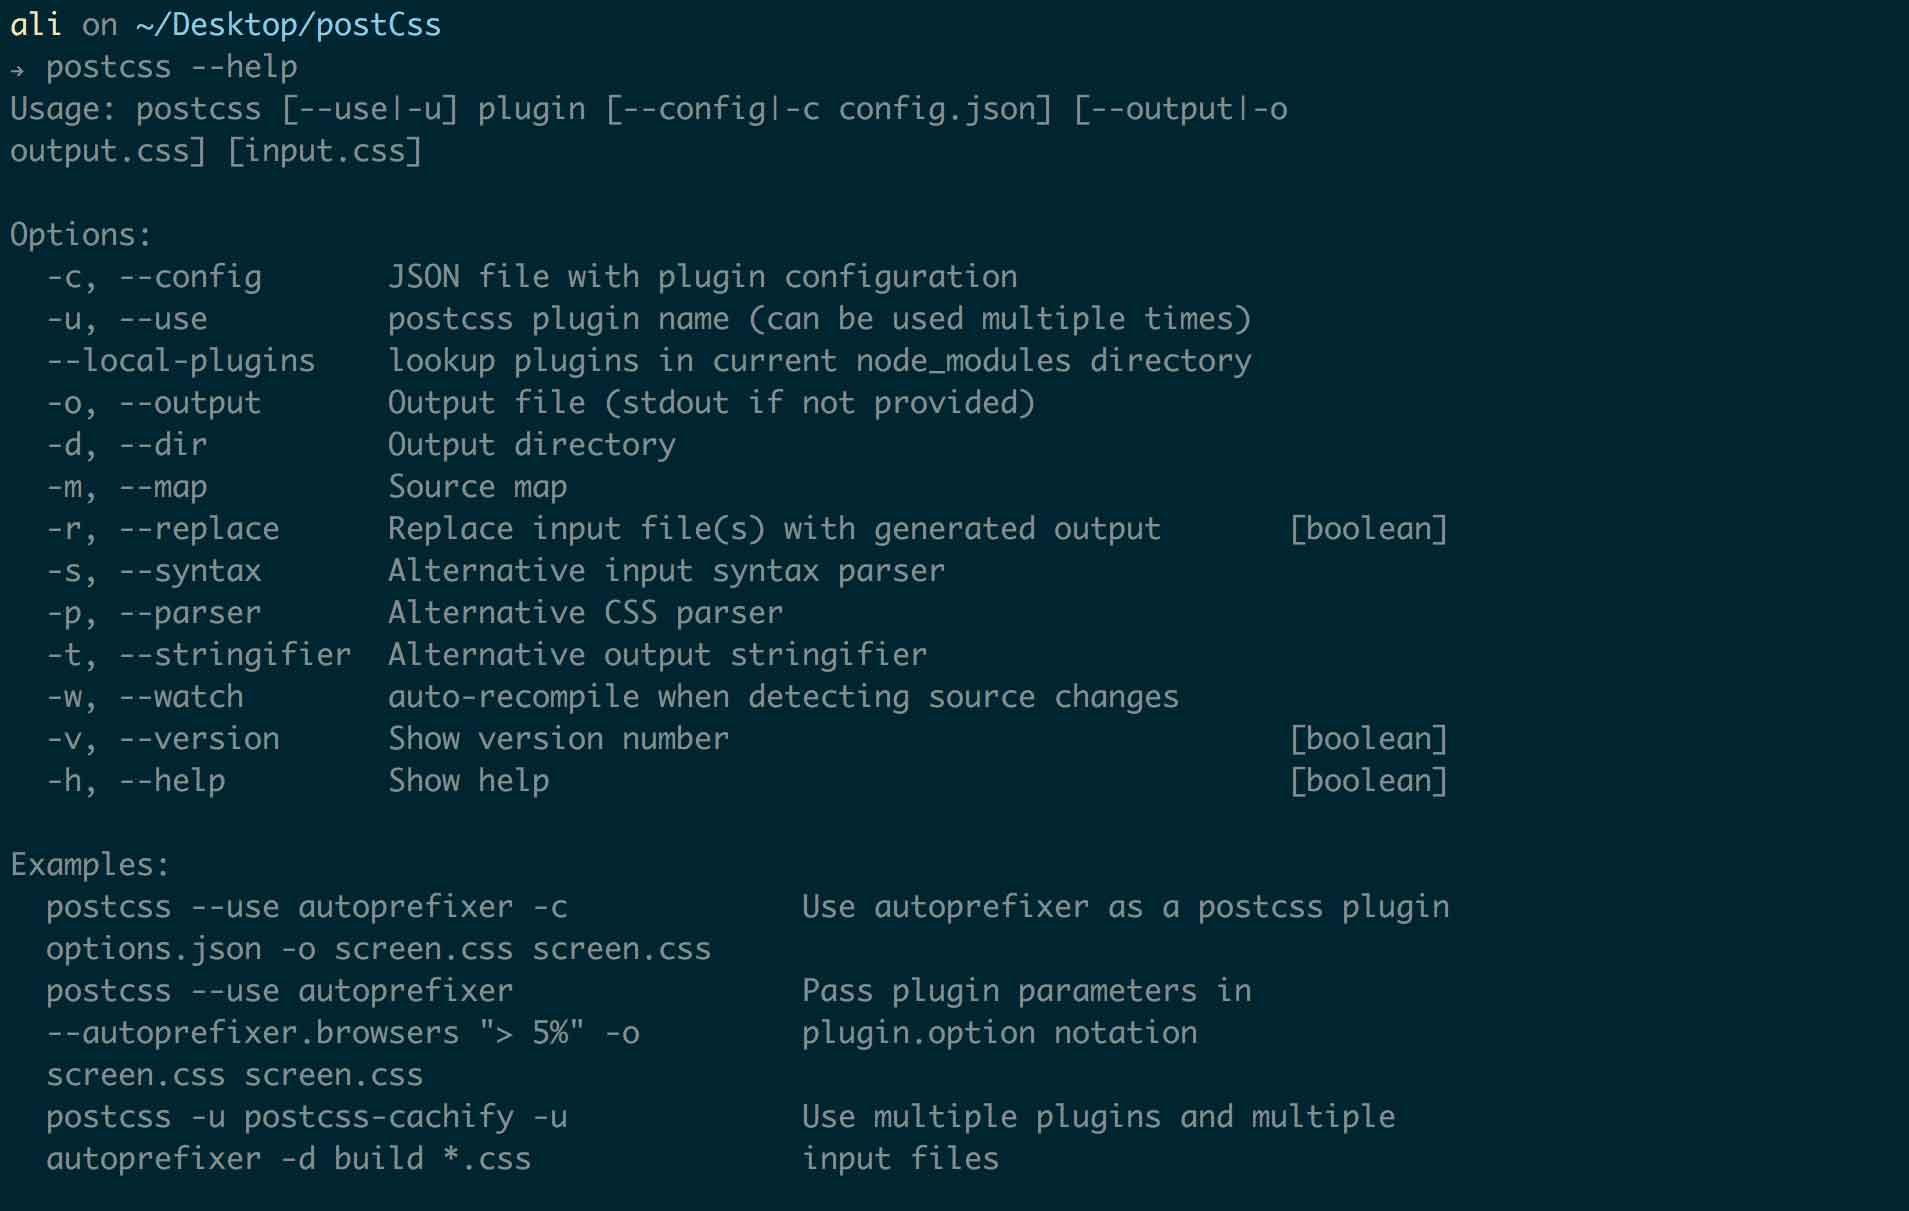 ali on ~/Desktop/postCss
→ postcss --help
Usage: postcss [--use|-u] plugin [--config|-c config.json] [--output|-o
output.css] [input.css]

Options:
  -c, --config       JSON file with plugin configuration
  -u, --use          postcss plugin name (can be used multiple times)
  --local-plugins    lookup plugins in current node_modules directory
  -o, --output       Output file (stdout if not provided)
  -d, --dir          Output directory
  -m, --map          Source map
  -r, --replace      Replace input file(s) with generated output       [boolean]
  -s, --syntax       Alternative input syntax parser
  -p, --parser       Alternative CSS parser
  -t, --stringifier  Alternative output stringifier
  -w, --watch        auto-recompile when detecting source changes
  -v, --version      Show version number                               [boolean]
  -h, --help         Show help                                         [boolean]

Examples:
  postcss --use autoprefixer -c             Use autoprefixer as a postcss plugin
  options.json -o screen.css screen.css
  postcss --use autoprefixer                Pass plugin parameters in
  --autoprefixer.browsers "> 5%" -o         plugin.option notation
  screen.css screen.css
  postcss -u postcss-cachify -u             Use multiple plugins and multiple
  autoprefixer -d build *.css               input files